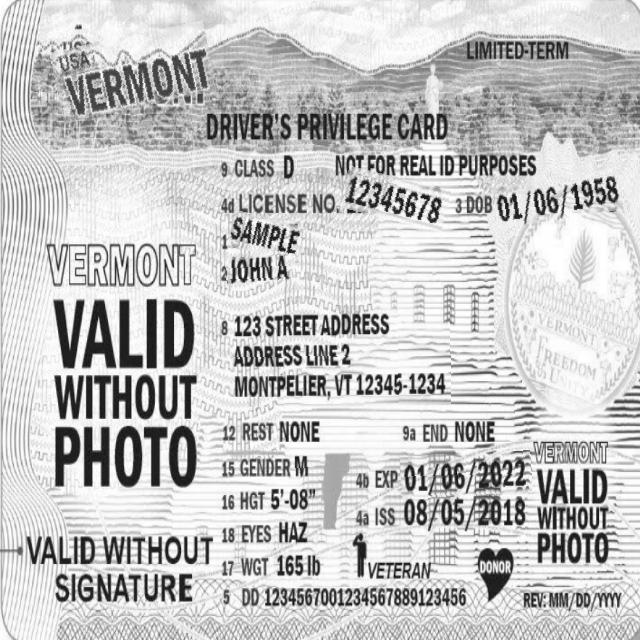 USA
VERMONT
LIMITED-TERM
DRIVER'S PRIVILEGE CARD
9 CLASS D NOT FOR REAL ID PURPOSES
4d LICENSE NO. 12345678 3 DOB 01/06/1958
1 SAMPLE
2 JOHN A
VERMONT
VALID
WITHOUT
PHOTO
8 123 STREET ADDRESS
ADDRESS LINE 2
MONTPELIER, VT 12345-1234
VERMONT
FREEDOM
& UNITY
12 REST NONE 9a END NONE
15 GENDER M 4b EXP 01/06/2022
16 HGT 5'-08" 4a ISS 08/05/2018
18 EYES HAZ
17 WGT 165 lb VETERAN DONOR
5 DD 1234567001234567889123456
VERMONT
VALID
WITHOUT
PHOTO
VALID WITHOUT
SIGNATURE
REV: MM/DD/YYYY